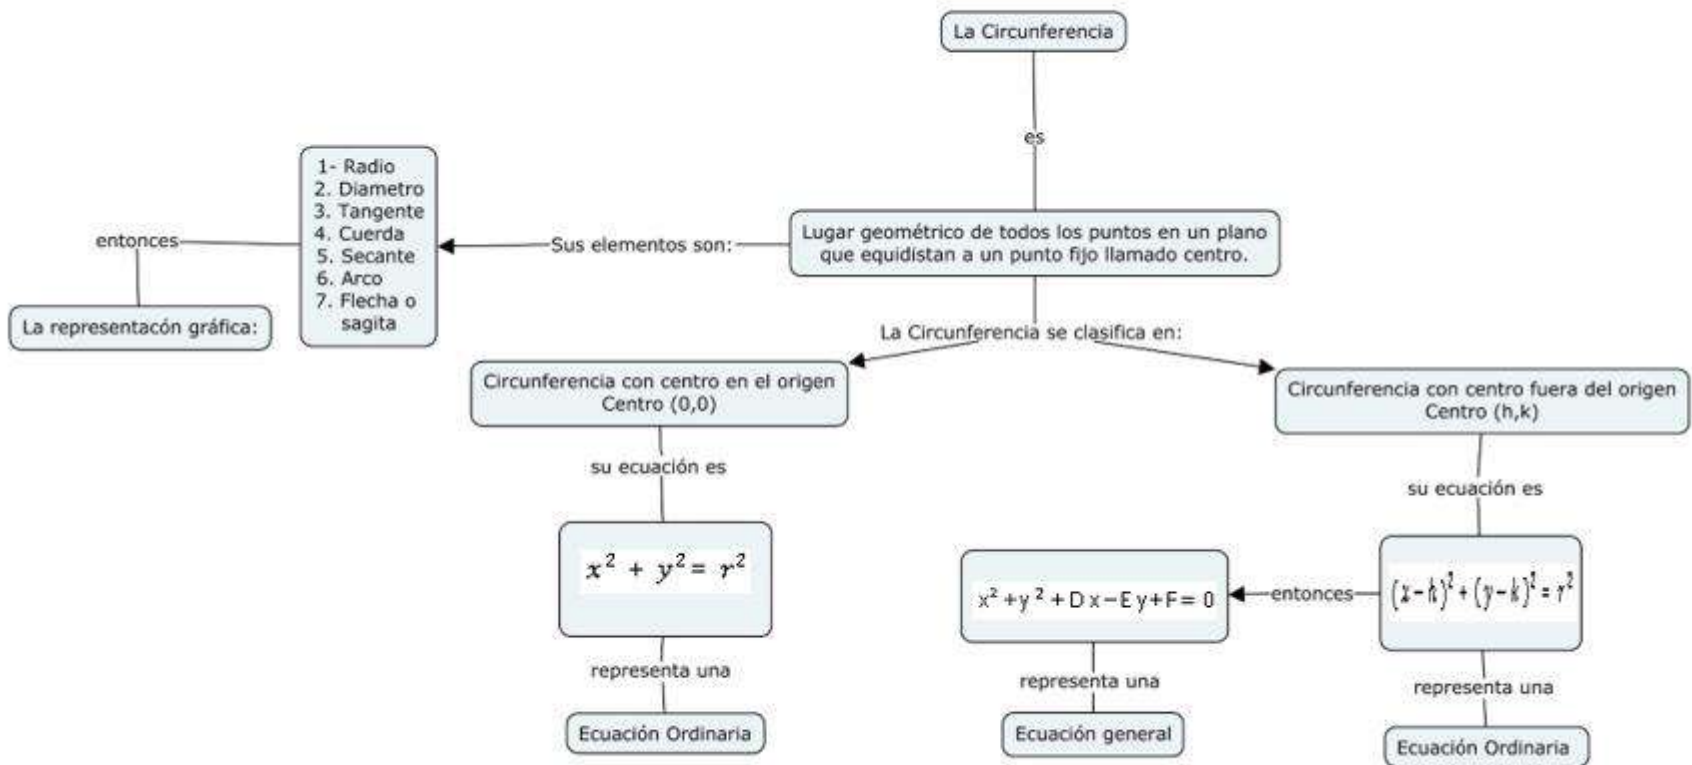 La Circunferencia
es
Lugar geométrico de todos los puntos en un plano
que equidistan a un punto fijo llamado centro.
Sus elementos son:
1- Radio
2. Diametro
3. Tangente
4. Cuerda
5. Secante
6. Arco
7. Flecha o
sagita
entonces
La representacón gráfica:
La Circunferencia se clasifica en:
Circunferencia con centro en el origen
Centro (0,0)
su ecuación es
x² + y² = r²
representa una
Ecuación Ordinaria
Circunferencia con centro fuera del origen
Centro (h,k)
su ecuación es
(x-h)² + (y-k)² = r²
representa una
Ecuación Ordinaria
entonces
x² +y² + D x – E y + F = 0
representa una
Ecuación general